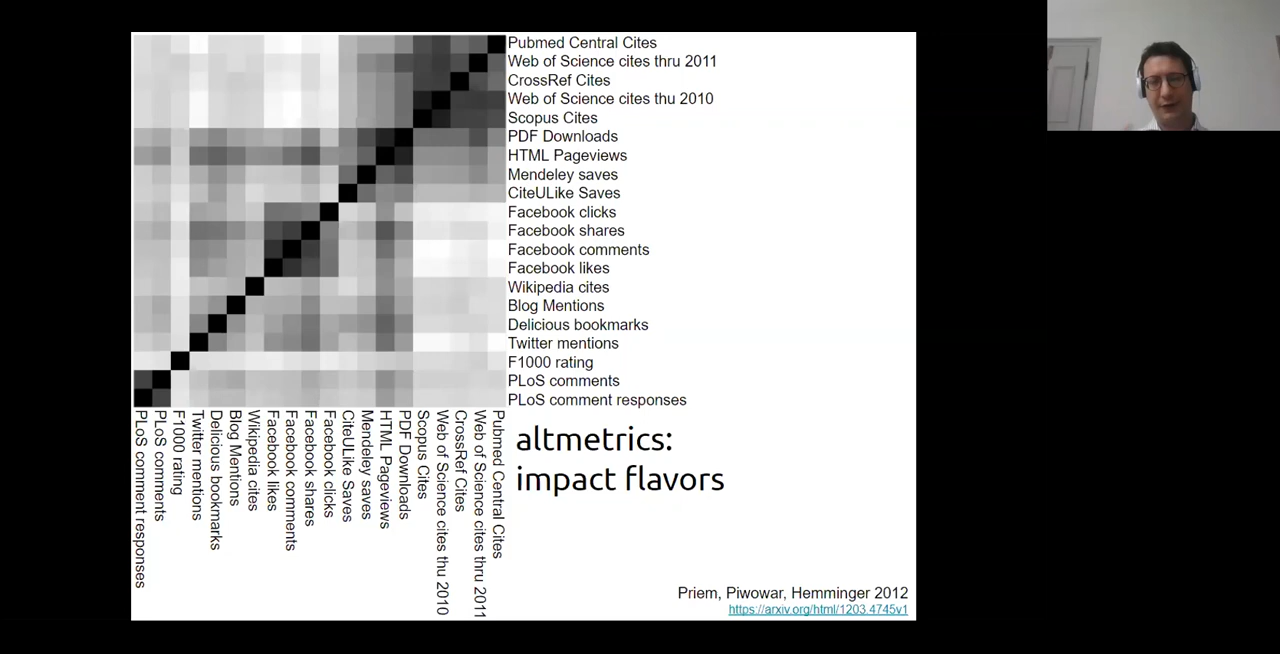 Pubmed Central Cites
Web of Science cites thru 2011
CrossRef Cites
Web of Science cites thu 2010
Scopus Cites
PDF Downloads
HTML Pageviews
Mendeley saves
CiteULike Saves
Facebook clicks
Facebook shares
Facebook comments
Facebook likes
Wikipedia cites
Blog Mentions
Delicious bookmarks
Twitter mentions
F1000 rating
PLoS comments
PLoS comment responses
PLoS comment responses
PLoS comments
F1000 rating
Twitter mentions
Delicious bookmarks
Blog Mentions
Wikipedia cites
Facebook likes
Facebook comments
Facebook shares
Facebook clicks
CiteULike Saves
Mendeley saves
HTML Pageviews
PDF Downloads
Scopus Cites
Web of Science cites thu 2010
CrossRef Cites
Web of Science cites thru 2011
Pubmed Central Cites
altmetrics:
impact flavors
Priem, Piwowar, Hemminger 2012
https://arxiv.org/html/1203.4745v1